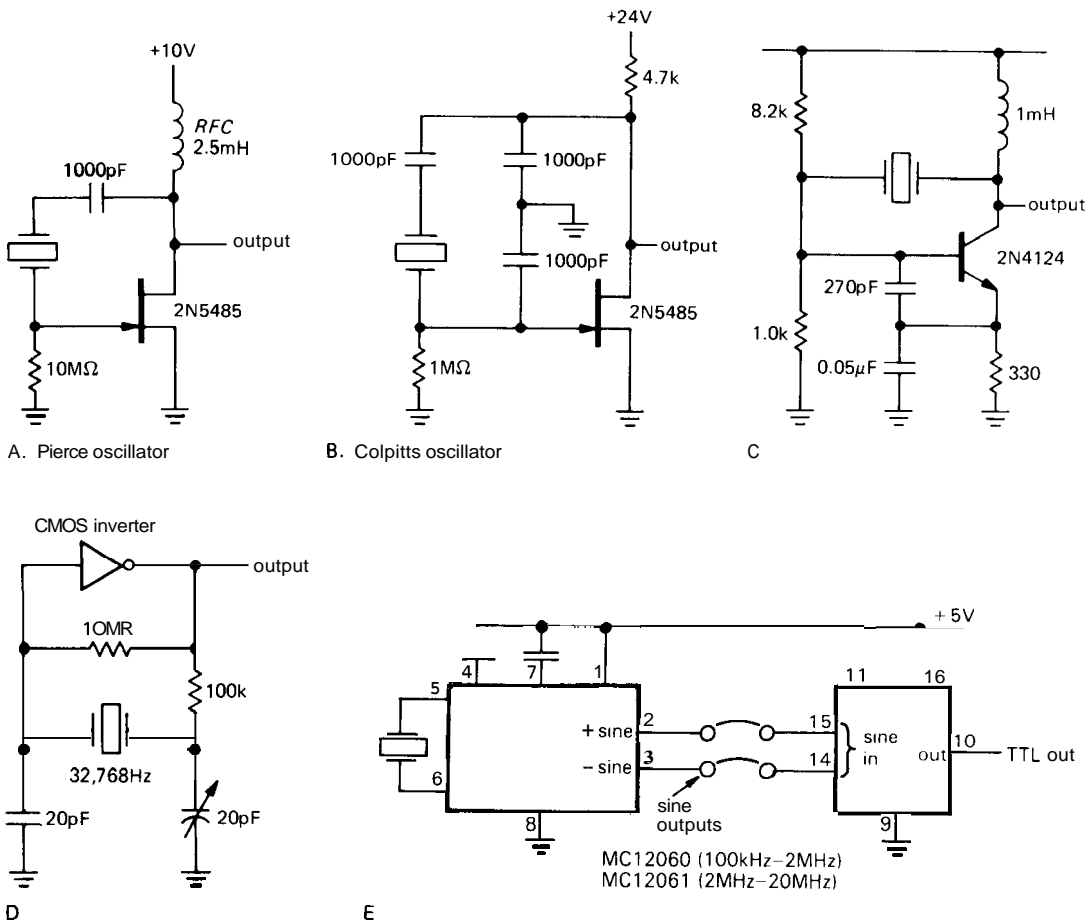 +10V
RFC
2.5mH
1000pF
output
2N5485
10MΩ
A. Pierce oscillator
+24V
4.7k
1000pF
1000pF
output
1000pF
2N5485
1MΩ
B. Colpitts oscillator
8.2k
1mH
output
2N4124
270pF
1.0k
0.05μF
330
C
CMOS inverter
output
1OMR
100k
32,768Hz
20pF
20pF
D
+5V
4
7
1
5
6
8
+ sine
2
- sine
3
sine
outputs
11
16
15
14
sine
in
out
10
TTL out
9
MC12060 (100kHz-2MHz)
MC12061 (2MHz-20MHz)
E